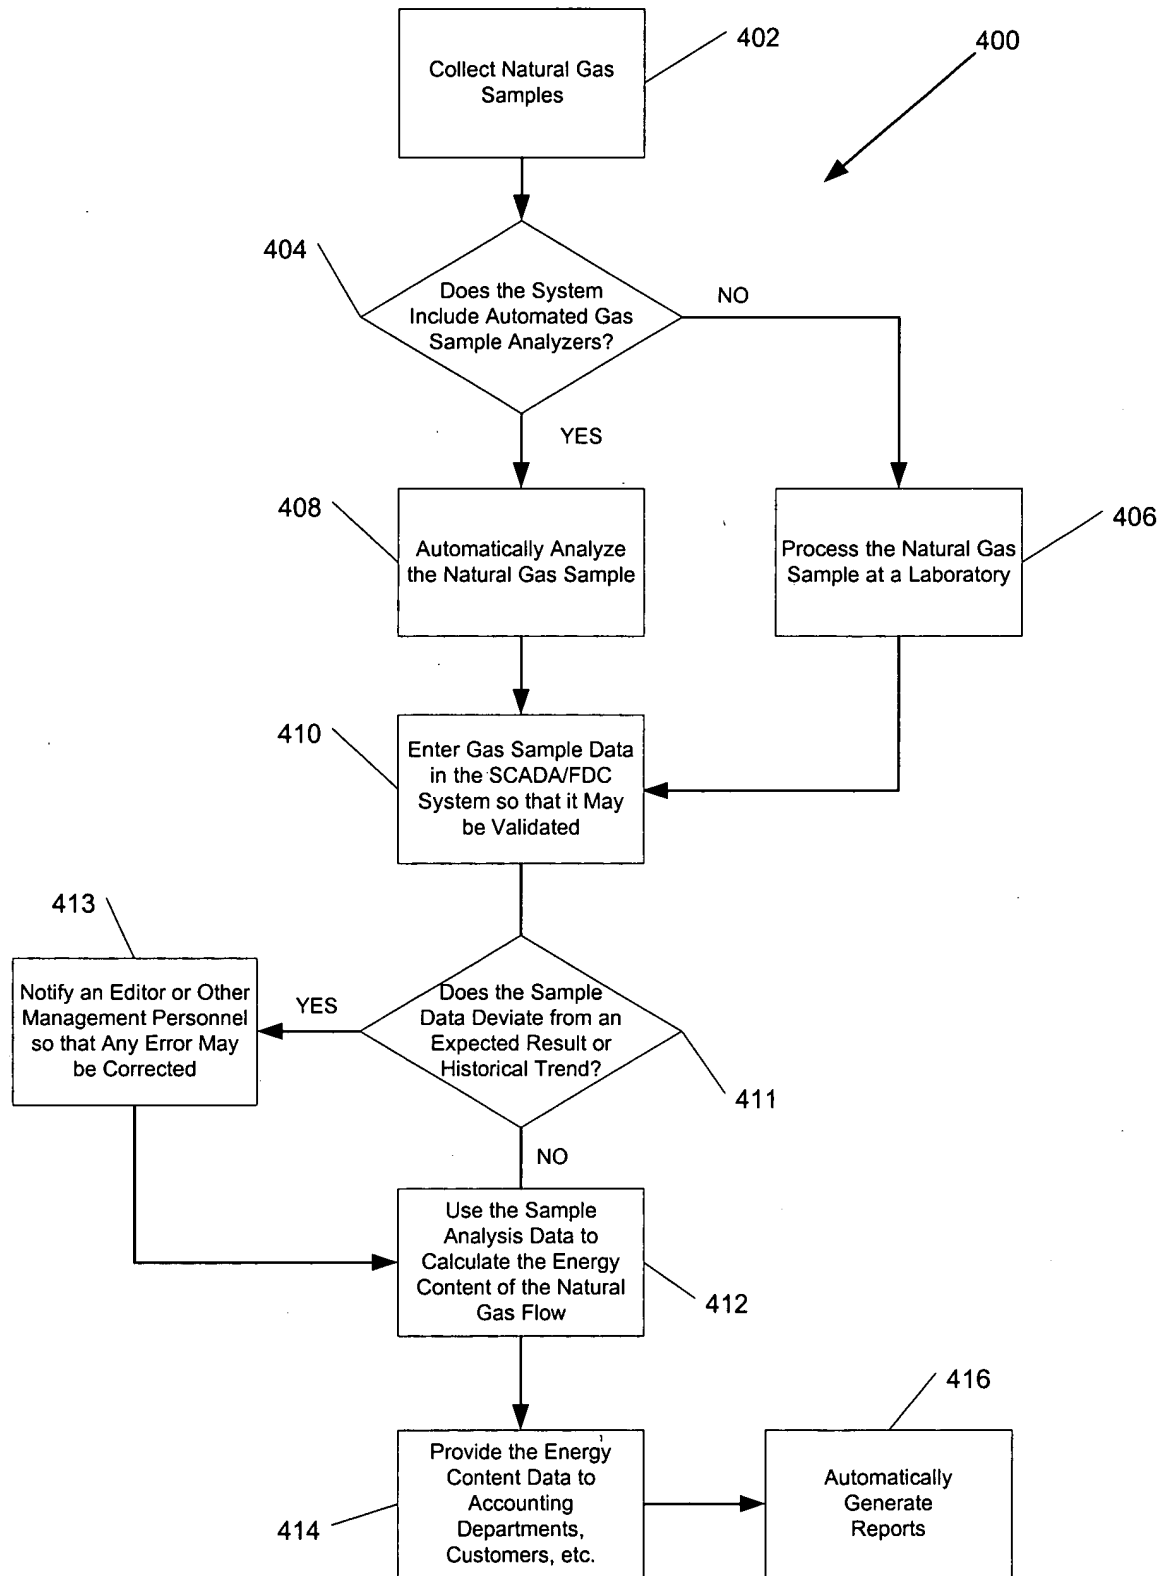 402
400
Collect Natural Gas
Samples
404
Does the System
Include Automated Gas
Sample Analyzers?
NO
YES
408
406
Automatically Analyze
the Natural Gas Sample
Process the Natural Gas
Sample at a Laboratory
410
Enter Gas Sample Data
in the SCADA/FDC
System so that it May
be Validated
413
Notify an Editor or Other
Management Personnel
so that Any Error May
be Corrected
YES
Does the Sample
Data Deviate from an
Expected Result or
Historical Trend?
411
NO
Use the Sample
Analysis Data to
Calculate the Energy
Content of the Natural
Gas Flow
412
416
Provide the Energy
Content Data to
Accounting
Departments,
Customers, etc.
414
Automatically
Generate
Reports